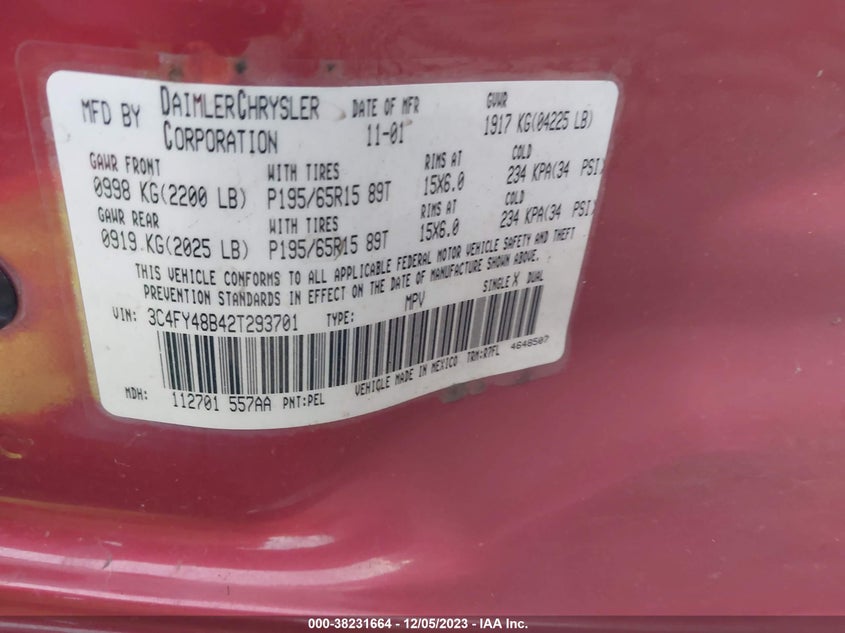 MFD BY DAIMLERCHRYSLER CORPORATION DATE OF MFR 11-01 GVWR 1917 KG(04225 LB)
GAWR FRONT WITH TIRES RIMS AT COLD
0998 KG(2200 LB) P195/65R15 89T 15X6.0 234 KPA(34 PSI)
GAWR REAR WITH TIRES RIMS AT COLD
0919 KG(2025 LB) P195/65R15 89T 15X6.0 234 KPA(34 PSI)
THIS VEHICLE CONFORMS TO ALL APPLICABLE FEDERAL MOTOR VEHICLE SAFETY AND THEFT
PREVENTION STANDARDS IN EFFECT ON THE DATE OF MANUFACTURE SHOWN ABOVE.
VIN: 3C4FY48B42T293701 TYPE: MPV SINGLE X DUAL
MDH: 112701 557AA PNT:PEL VEHICLE MADE IN MEXICO TRM:R7FL 4648507
000-38231664 - 12/05/2023 - IAA Inc.